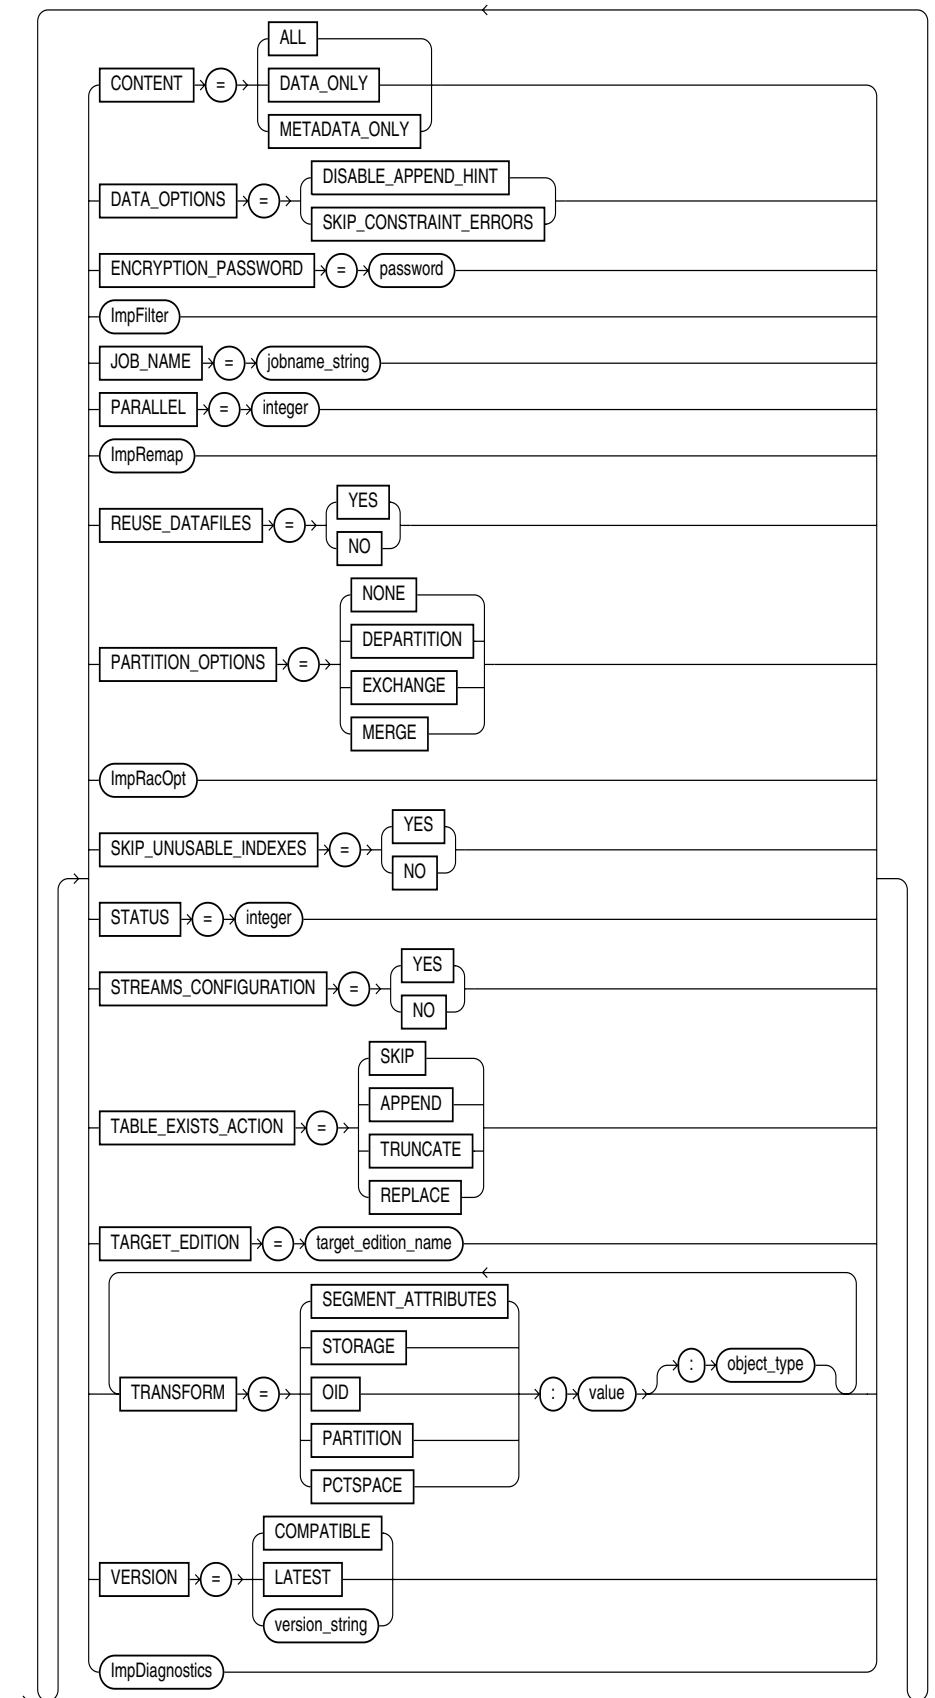 ALL
CONTENT = DATA_ONLY
METADATA_ONLY
DISABLE_APPEND_HINT
DATA_OPTIONS =
SKIP_CONSTRAINT_ERRORS
ENCRYPTION_PASSWORD = password
ImpFilter
JOB_NAME = jobname_string
PARALLEL = integer
ImpRemap
YES
REUSE_DATAFILES =
NO
NONE
DEPARTITION
PARTITION_OPTIONS =
EXCHANGE
MERGE
ImpRacOpt
YES
SKIP_UNUSABLE_INDEXES =
NO
STATUS = integer
YES
STREAMS_CONFIGURATION =
NO
SKIP
APPEND
TABLE_EXISTS_ACTION =
TRUNCATE
REPLACE
TARGET_EDITION = target_edition_name
SEGMENT_ATTRIBUTES
STORAGE
: object_type
TRANSFORM = OID : value
PARTITION
PCTSPACE
COMPATIBLE
VERSION = LATEST
version_string
ImpDiagnostics